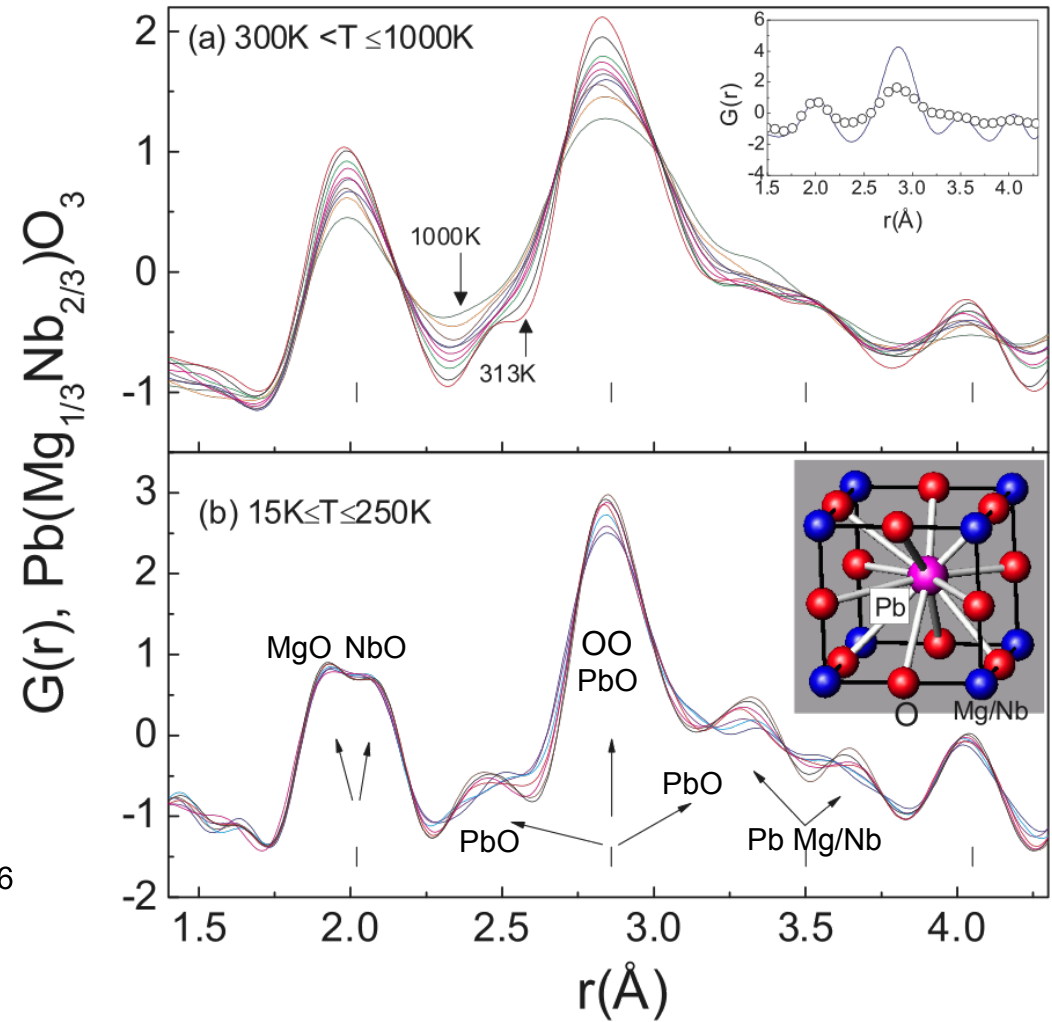 G(r), Pb(Mg1/3Nb2/3)O3
2
1
0
-1
(a) 300K <T ≤1000K
1000K
313K
6
4
2
0
-2
-4
G(r)
1.5 2.0 2.5 3.0 3.5 4.0
r(Å)
3
2
1
0
-1
-2
(b) 15K≤T≤250K
MgO NbO
OO
PbO
PbO
PbO
Pb Mg/Nb
Pb
O
Mg/Nb
6
1.5 2.0 2.5 3.0 3.5 4.0
r(Å)